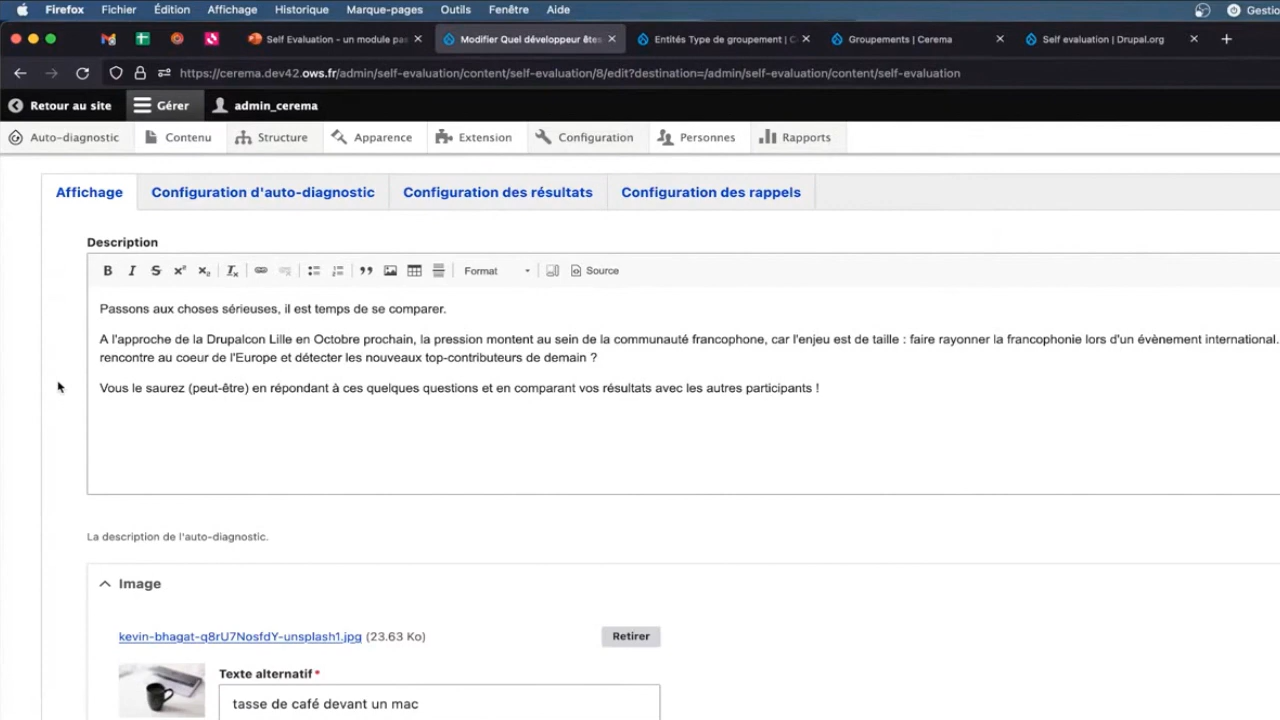 Firefox Fichier Édition Affichage Historique Marque-pages Outils Fenêtre Aide Gestio
Self Evaluation - un module pas
Modifier Quel développeur êtes
Entités Type de groupement | C
Groupements | Cerema
Self evaluation | Drupal.org
https://cerema.dev42.ows.fr/admin/self-evaluation/content/self-evaluation/8/edit?destination=/admin/self-evaluation/content/self-evaluation
Retour au site Gérer admin_cerema
Auto-diagnostic Contenu Structure Apparence Extension Configuration Personnes Rapports
Affichage Configuration d'auto-diagnostic Configuration des résultats Configuration des rappels
Description
B I S x² x₂ Tx Format Source
Passons aux choses sérieuses, il est temps de se comparer.
A l'approche de la Drupalcon Lille en Octobre prochain, la pression montent au sein de la communauté francophone, car l'enjeu est de taille : faire rayonner la francophonie lors d'un évènement international.
rencontre au coeur de l'Europe et détecter les nouveaux top-contributeurs de demain ?
Vous le saurez (peut-être) en répondant à ces quelques questions et en comparant vos résultats avec les autres participants !
La description de l'auto-diagnostic.
Image
kevin-bhagat-q8rU7NosfdY-unsplash1.jpg (23.63 Ko) Retirer
Texte alternatif*
tasse de café devant un mac